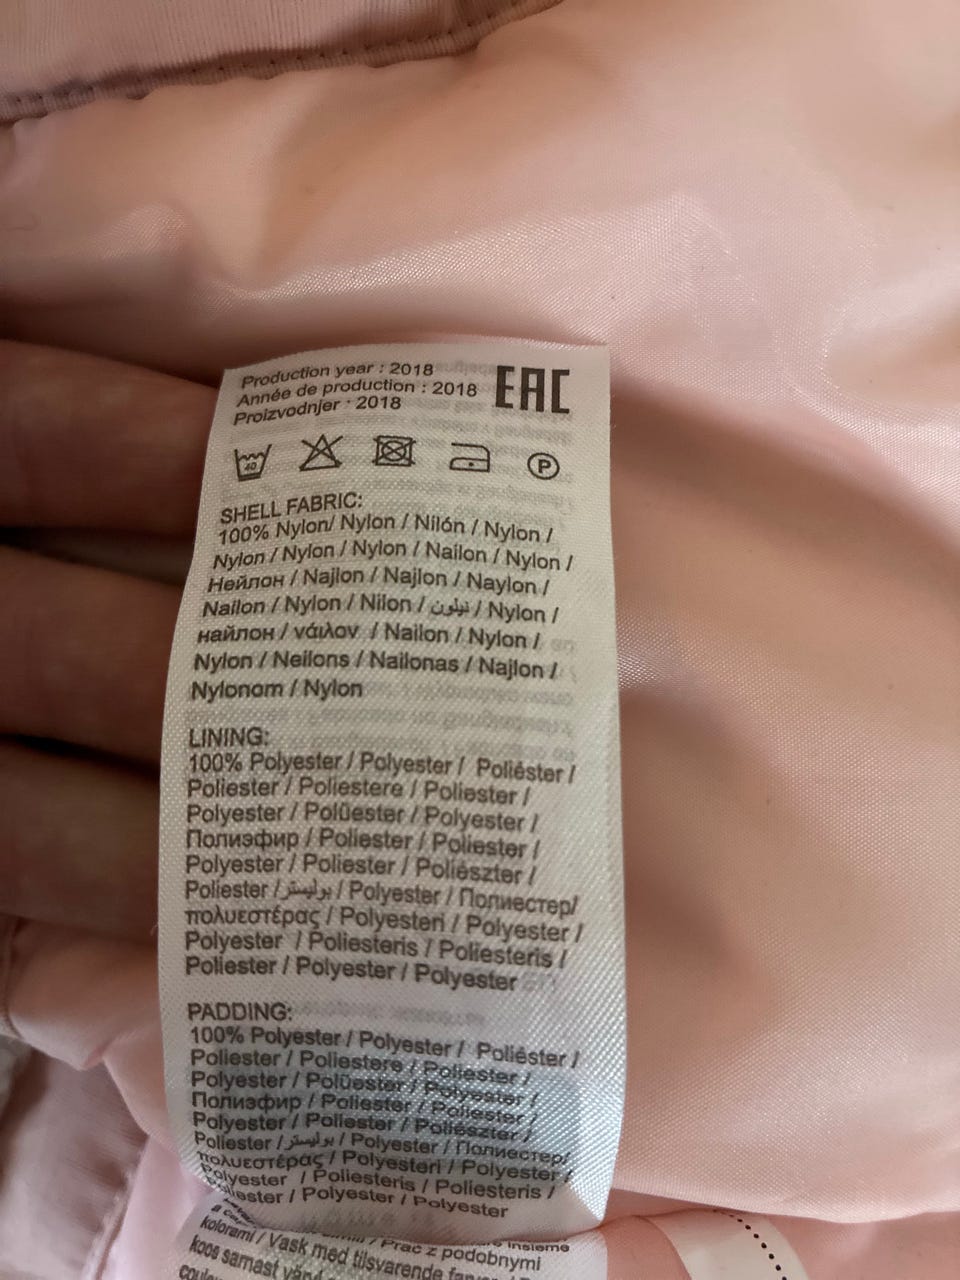 Production year : 2018
Année de production : 2018
Proizvodnjer : 2018
EAC
40
P
SHELL FABRIC:
100% Nylon/ Nylon / Nilón / Nylon /
Nylon / Nylon / Nylon / Nailon / Nylon /
Нейлон / Najlon / Najlon / Naylon /
Nailon / Nylon / Nilon / نيلون / Nylon /
найлон / νάιλον / Nailon / Nylon /
Nylon / Neilons / Nailonas / Najlon /
Nylonom / Nylon
LINING:
100% Polyester / Polyester / Poliéster /
Poliester / Poliestere / Poliester /
Polyester / Polüester / Polyester /
Полиэфир / Poliester / Poliester /
Polyester / Poliester / Poliészter /
Poliester / بوليستر / Polyester / Полиестер/
πολυεστέρας / Polyesteri / Polyester /
Polyester / Poliesteris / Poliesteris /
Poliester / Polyester / Polyester
PADDING:
100% Polyester / Polyester / Poliéster /
Poliester / Poliestere / Poliester /
Polyester / Polüester / Polyester /
Полиэфир / Poliester / Poliester /
Polyester / Poliester / Poliészter /
Poliester / بوليستر / Polyester / Полиестер/
πολυεστέρας / Polyesteri / Polyester /
Polyester / Poliesteris / Poliesteris /
Poliester / Polyester / Polyester
insieme
/ Prać z podobnymi
kolorami / Vask med tilsvarende
koos samast